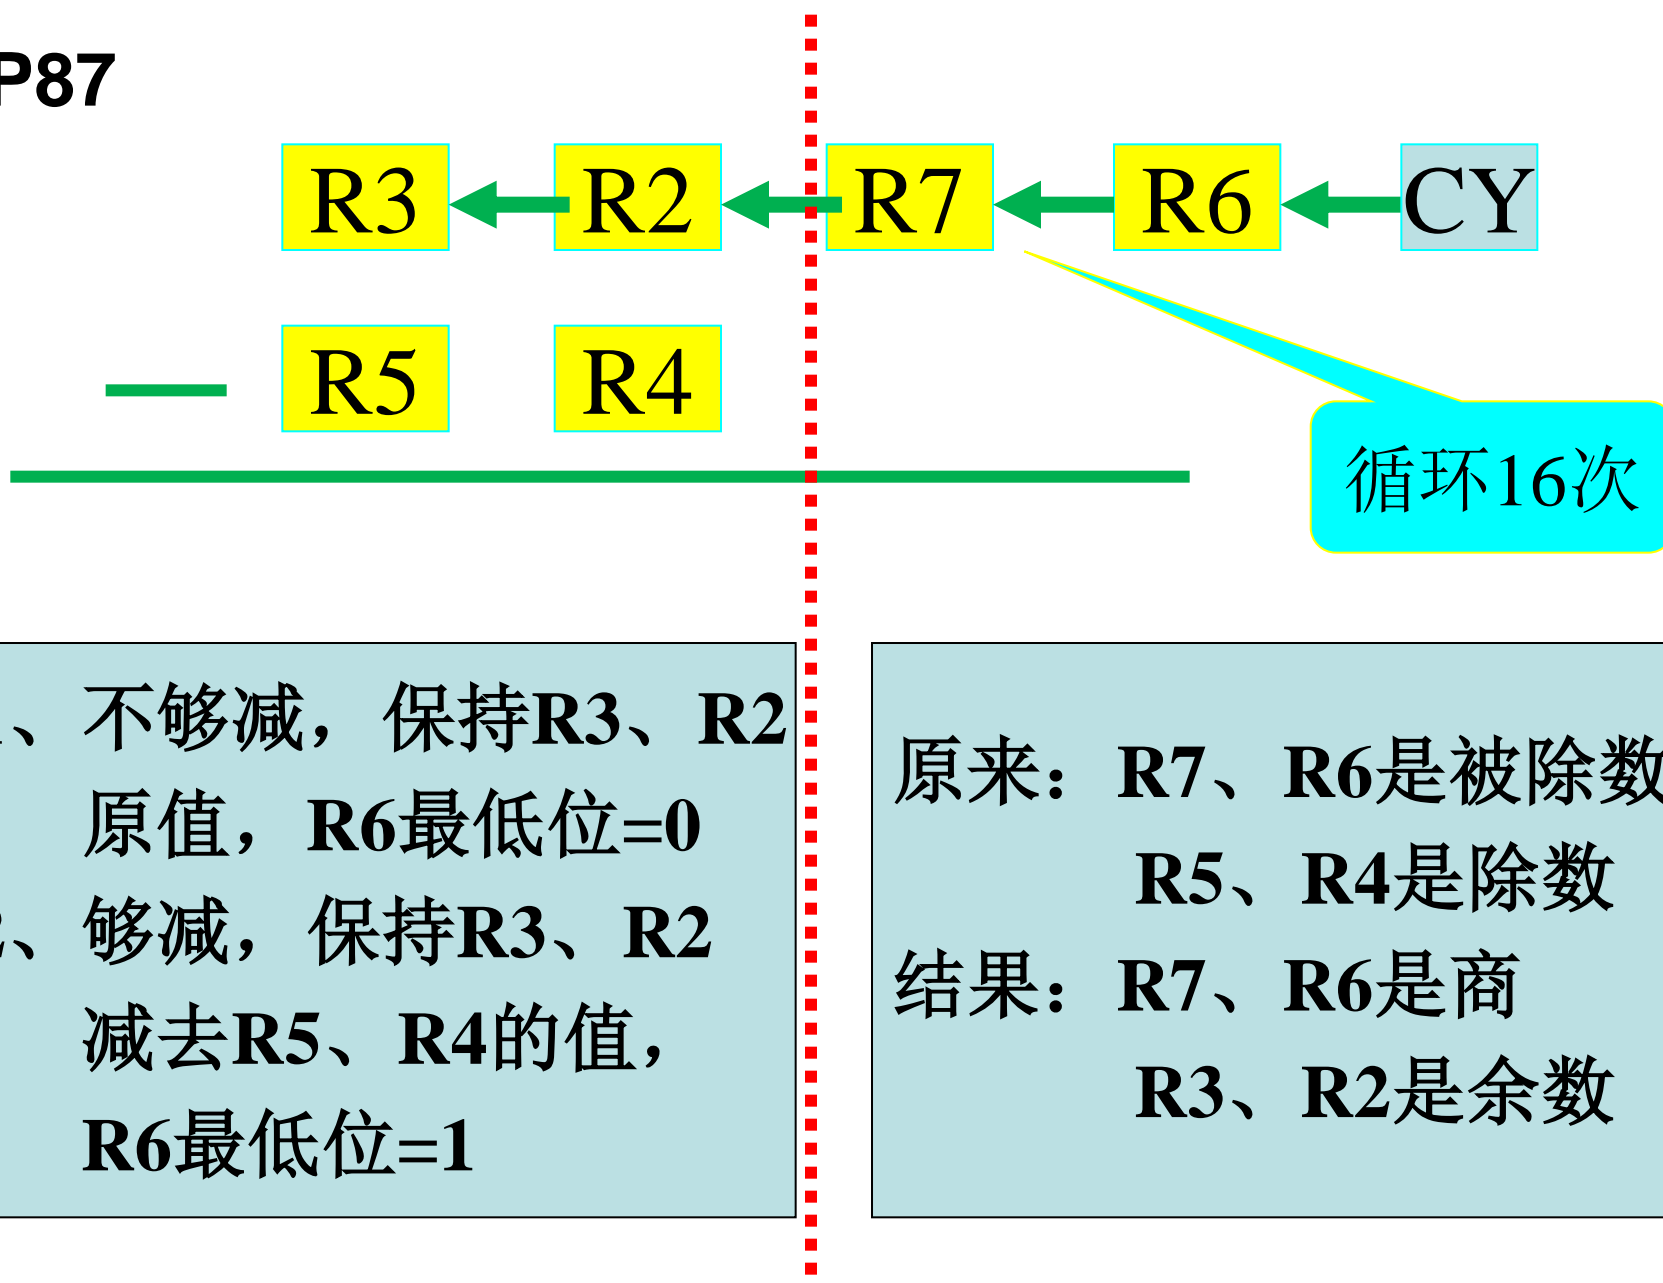 P87
R3 R2 R7 R6 CY
R5 R4
循环16次
1、不够减，保持R3、R2
原值，R6最低位=0
2、够减，保持R3、R2
减去R5、R4的值，
R6最低位=1
原来：R7、R6是被除数
R5、R4是除数
结果：R7、R6是商
R3、R2是余数